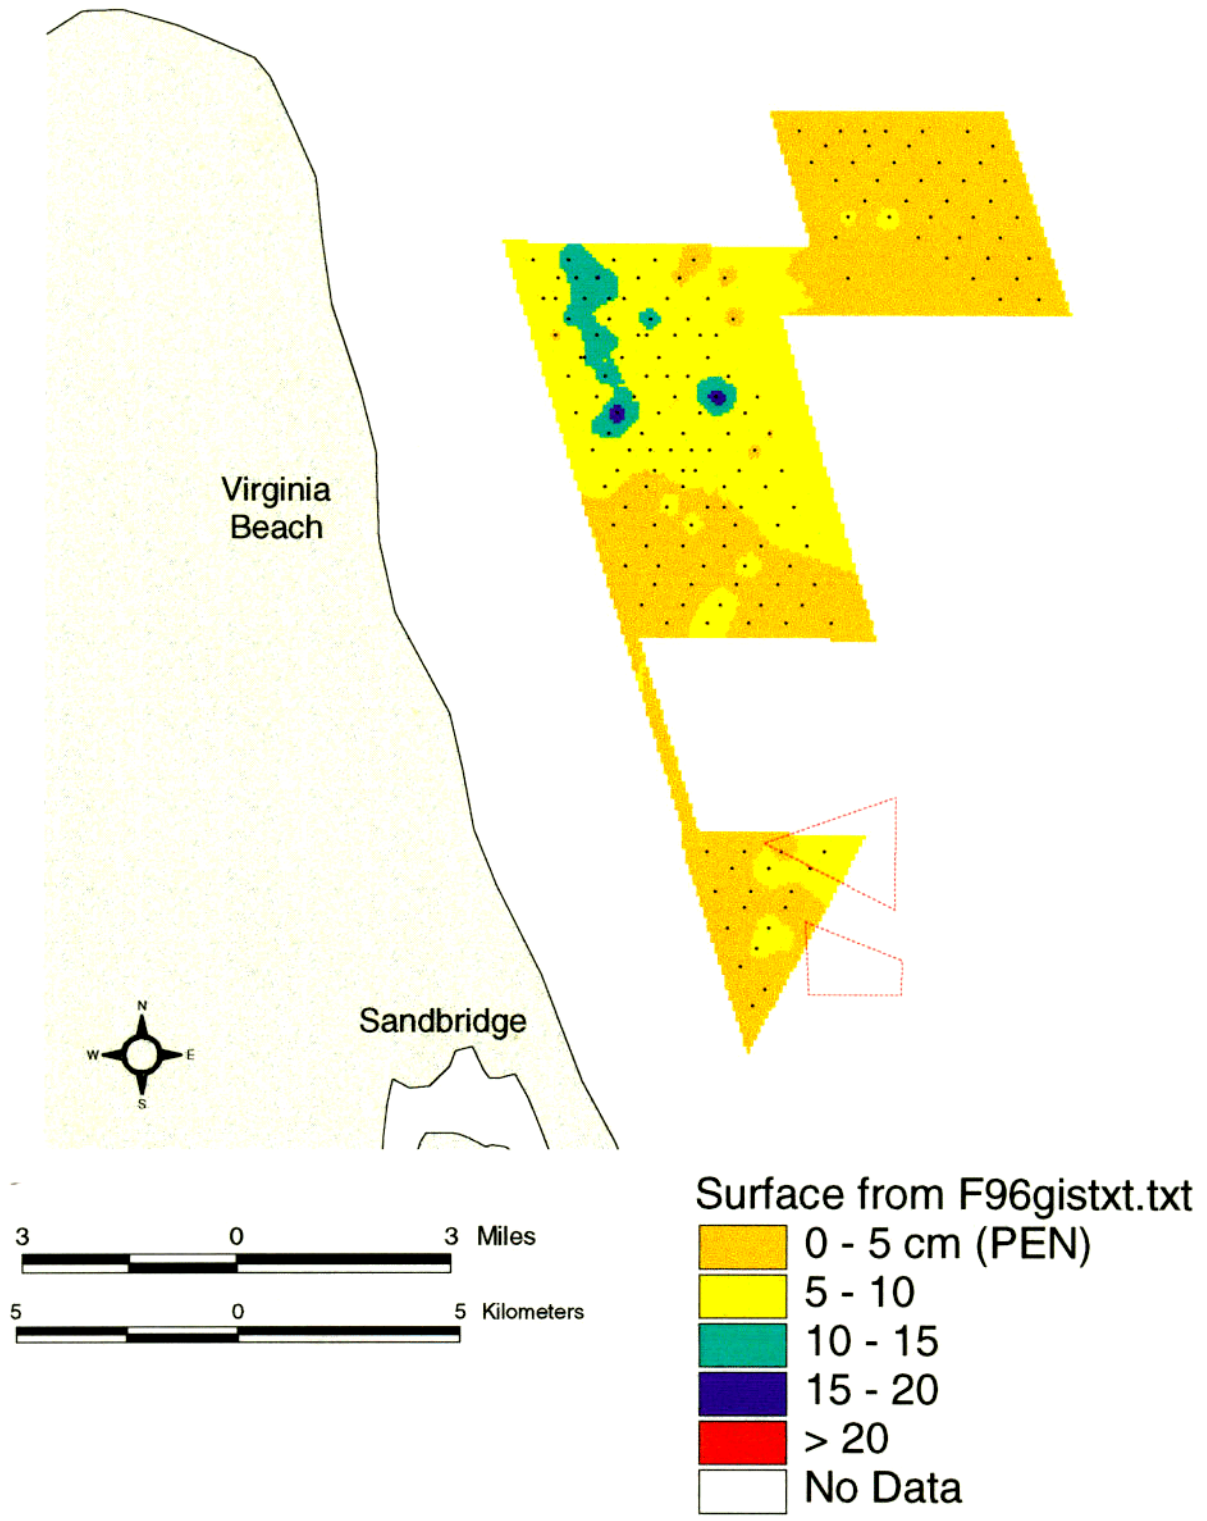 Virginia
Beach
Sandbridge
N
W E
S
3 0 3 Miles
5 0 5 Kilometers
Surface from F96gistxt.txt
0 - 5 cm (PEN)
5 - 10
10 - 15
15 - 20
> 20
No Data